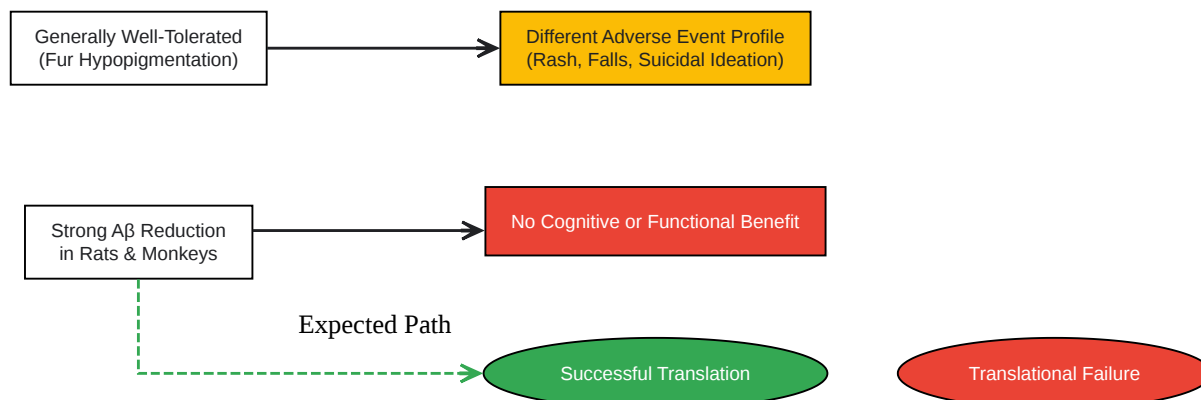 Generally Well-Tolerated
(Fur Hypopigmentation)
Different Adverse Event Profile
(Rash, Falls, Suicidal Ideation)
Strong Aβ Reduction
in Rats & Monkeys
No Cognitive or Functional Benefit
Expected Path
Successful Translation
Translational Failure